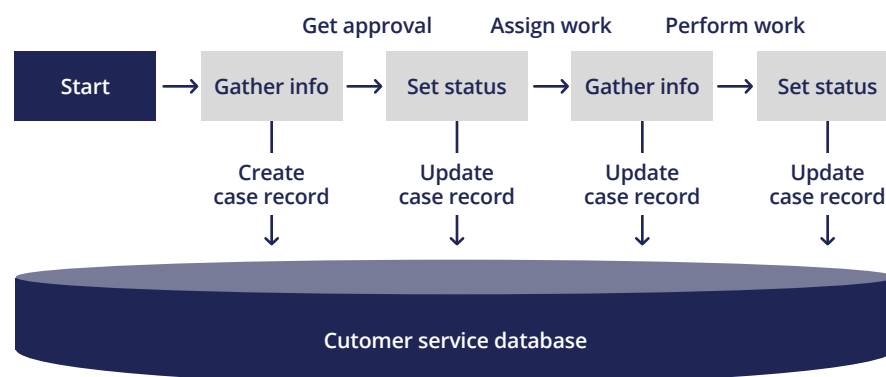 Get approval Assign work Perform work
Start Gather info Set status Gather info Set status
Create Update Update Update
case record case record case record case record
Cutomer service database